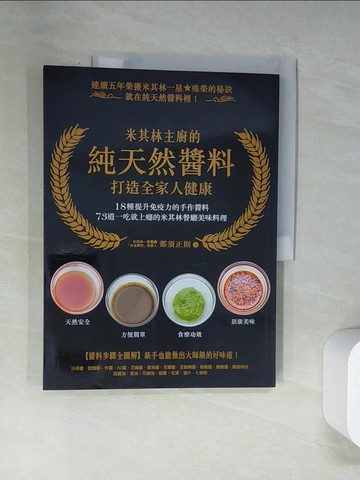 連續五年榮獲米其林一星★殊榮的秘訣
就在純天然醬料裡!
米其林主廚的
純天然醬料
打造全家人健康
18種提升免疫力的手作醬料
73道一吃就上癮的米其林餐廳美味料理
那須正則
天然安全
方便簡單
食療功效
頂級美味
【醬料步驟全圖解】新手也能做出大師級的好味道!